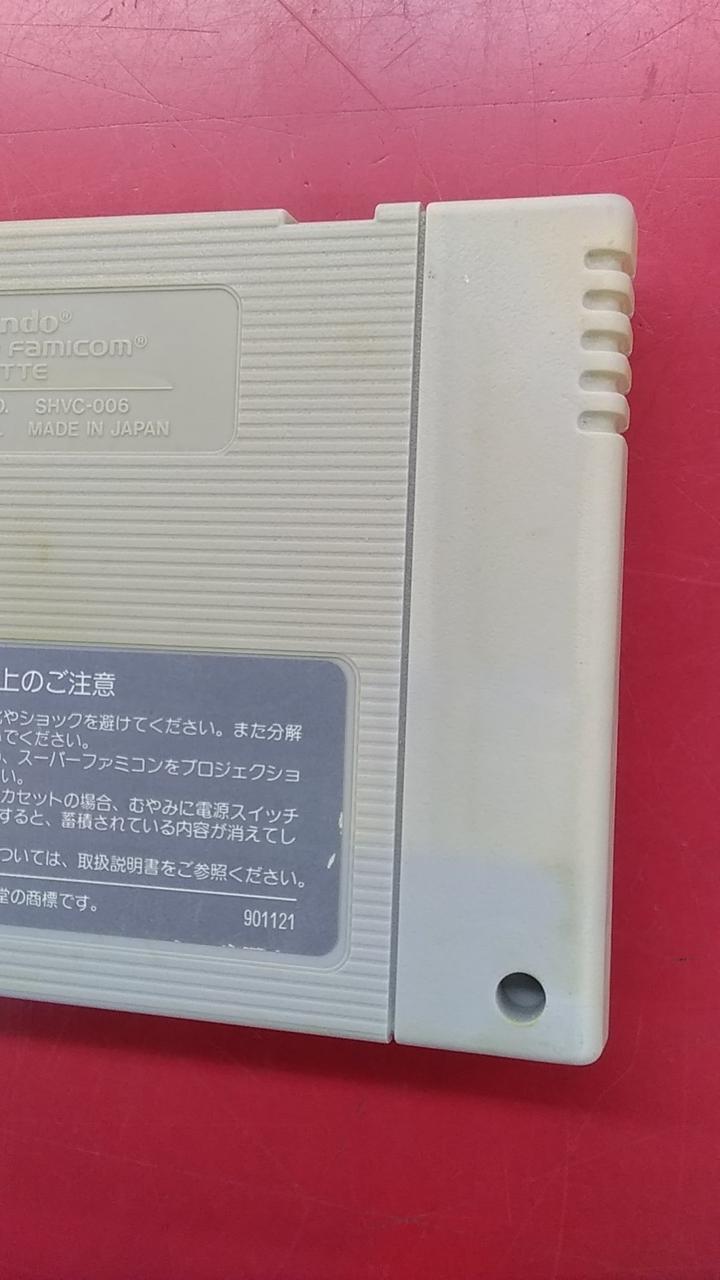 ndo®
FAMICOM®
TTE
O. SHVC-006
MADE IN JAPAN
上のご注意
やショックを避けてください。また分解
でください。
、スーパーファミコンをプロジェクショ
い。
カセットの場合、むやみに電源スイッチ
すると、蓄積されている内容が消えてし
ついては、取扱説明書をご参照ください。
堂の商標です。
901121